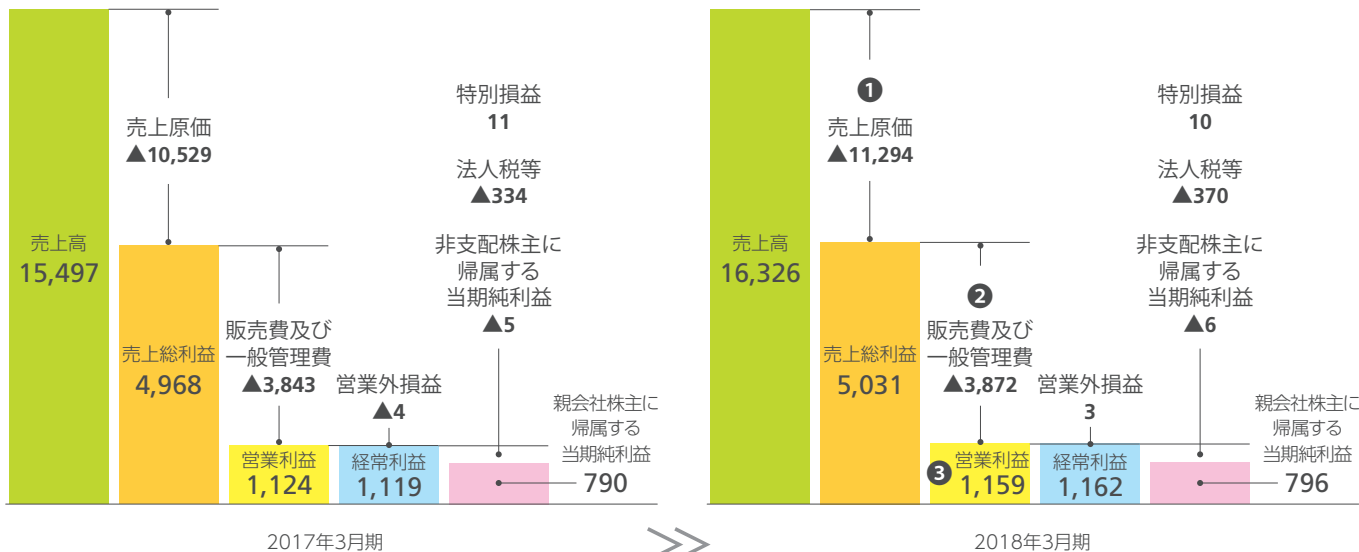 売上高
15,497
売上原価
▲10,529
売上総利益
4,968
販売費及び
一般管理費
▲3,843
営業利益
1,124
営業外損益
▲4
経常利益
1,119
特別損益
11
法人税等
▲334
非支配株主に
帰属する
当期純利益
▲5
親会社株主に
帰属する
当期純利益
790
2017年3月期
売上高
16,326
❶
売上原価
▲11,294
売上総利益
5,031
❷
販売費及び
一般管理費
▲3,872
❸ 営業利益
1,159
営業外損益
3
経常利益
1,162
特別損益
10
法人税等
▲370
非支配株主に
帰属する
当期純利益
▲6
親会社株主に
帰属する
当期純利益
796
2018年3月期